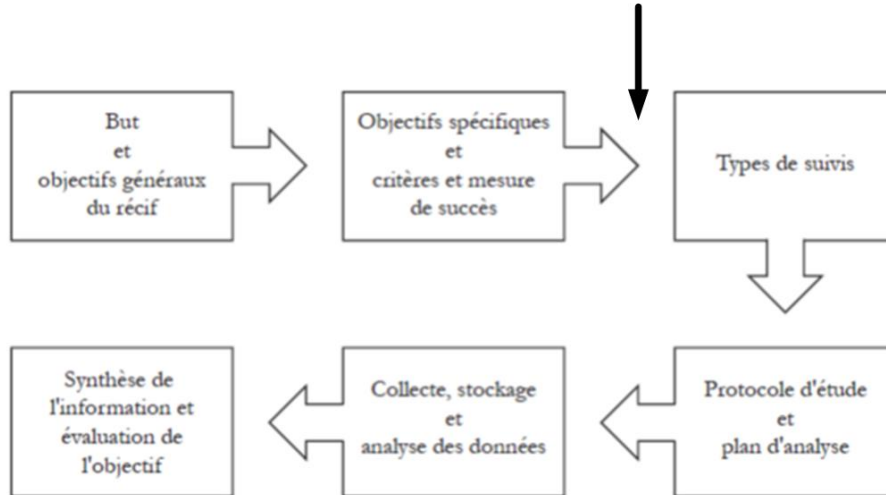 But
et
objectifs généraux
du récif
Objectifs spécifiques
et
critères et mesure
de succès
Types de suivis
Protocole d'étude
et
plan d'analyse
Collecte, stockage
et
analyse des données
Synthèse de
l'information et
évaluation de
l'objectif